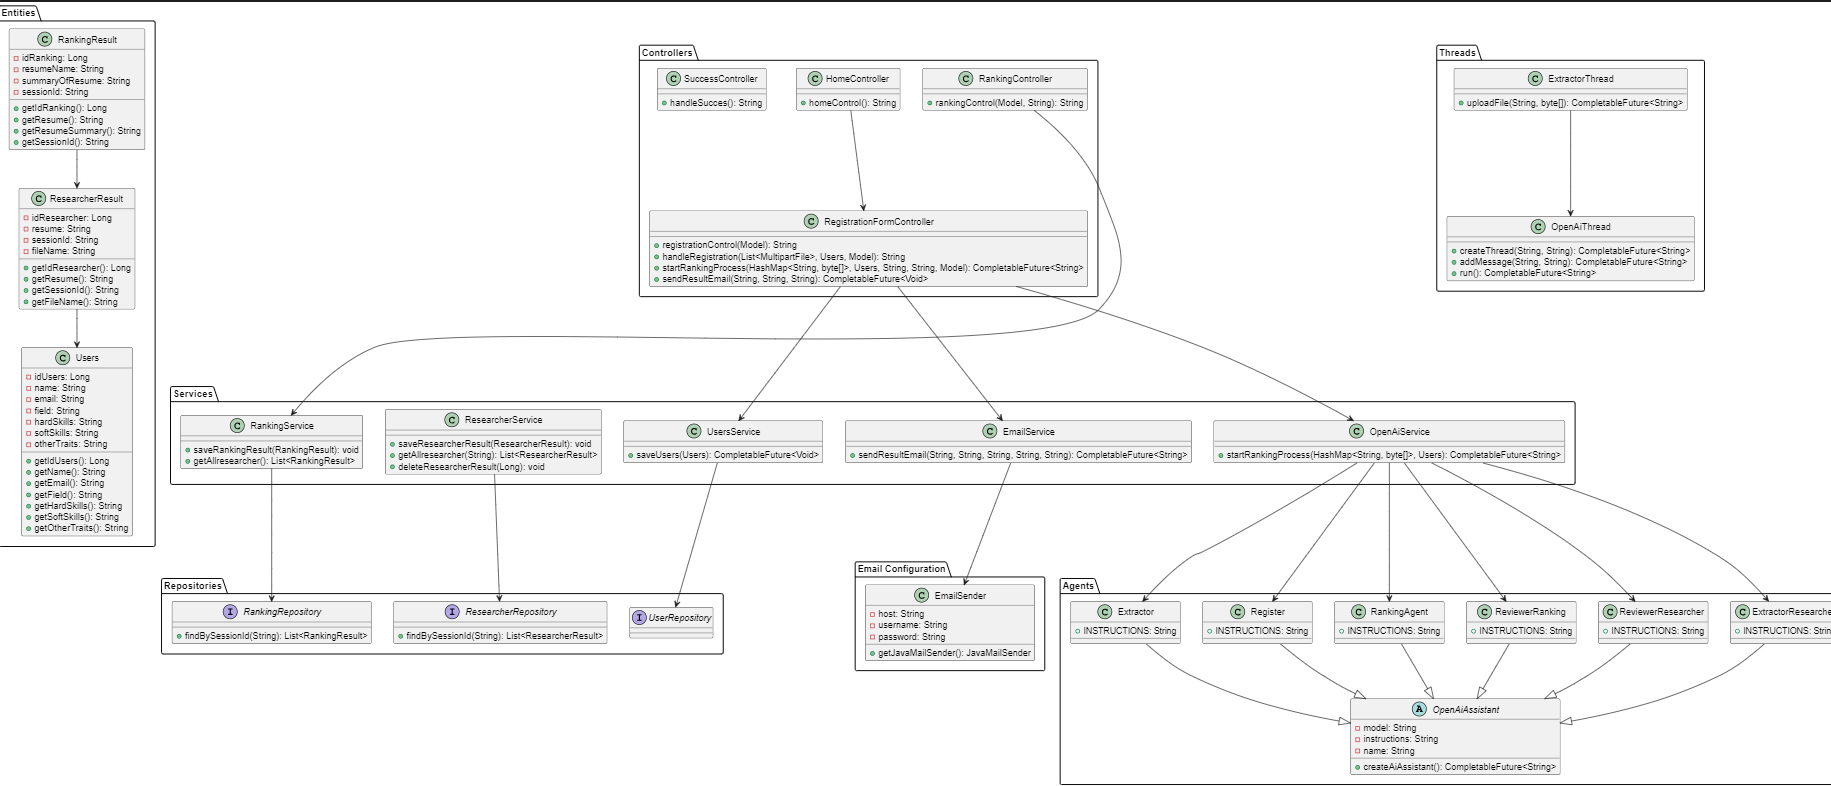 Entities
C RankingResult
idRanking: Long
resumeName: String
summaryOfResume: String
sessionId: String
getIdRanking(): Long
getResume(): String
getResumeSummary(): String
getSessionId(): String
C ResearcherResult
idResearcher: Long
resume: String
sessionId: String
fileName: String
getIdResearcher(): Long
getResume(): String
getSessionId(): String
getFileName(): String
C Users
idUsers: Long
name: String
email: String
field: String
hardSkills: String
softSkills: String
otherTraits: String
getIdUsers(): Long
getName(): String
getEmail(): String
getField(): String
getHardSkills(): String
getSoftSkills(): String
getOtherTraits(): String
Controllers
C SuccessController
handleSucces(): String
C HomeController
homeControl(): String
C RankingController
rankingControl(Model, String): String
C RegistrationFormController
registrationControl(Model): String
handleRegistration(List<MultipartFile>, Users, Model): String
startRankingProcess(HashMap<String, byte[]>, Users, String, String, Model): CompletableFuture<String>
sendResultEmail(String, String, String): CompletableFuture<Void>
Threads
C ExtractorThread
uploadFile(String, byte[]): CompletableFuture<String>
C OpenAiThread
createThread(String, String): CompletableFuture<String>
addMessage(String, String): CompletableFuture<String>
run(): CompletableFuture<String>
Services
C RankingService
saveRankingResult(RankingResult): void
getAllresearcher(): List<RankingResult>
C ResearcherService
saveResearcherResult(ResearcherResult): void
getAllresearcher(String): List<ResearcherResult>
deleteResearcherResult(Long): void
C UsersService
saveUsers(Users): CompletableFuture<Void>
C EmailService
sendResultEmail(String, String, String, String, String): CompletableFuture<String>
C OpenAiService
startRankingProcess(HashMap<String, byte[]>, Users): CompletableFuture<String>
Repositories
I RankingRepository
findBySessionId(String): List<RankingResult>
I ResearcherRepository
findBySessionId(String): List<ResearcherResult>
I UserRepository
Email Configuration
C EmailSender
host: String
username: String
password: String
getJavaMailSender(): JavaMailSender
Agents
C Extractor
INSTRUCTIONS: String
C Register
INSTRUCTIONS: String
C RankingAgent
INSTRUCTIONS: String
C ReviewerRanking
INSTRUCTIONS: String
C ReviewerResearcher
INSTRUCTIONS: String
C ExtractorResearche
INSTRUCTIONS: Strin
A OpenAiAssistant
model: String
instructions: String
name: String
createAiAssistant(): CompletableFuture<String>